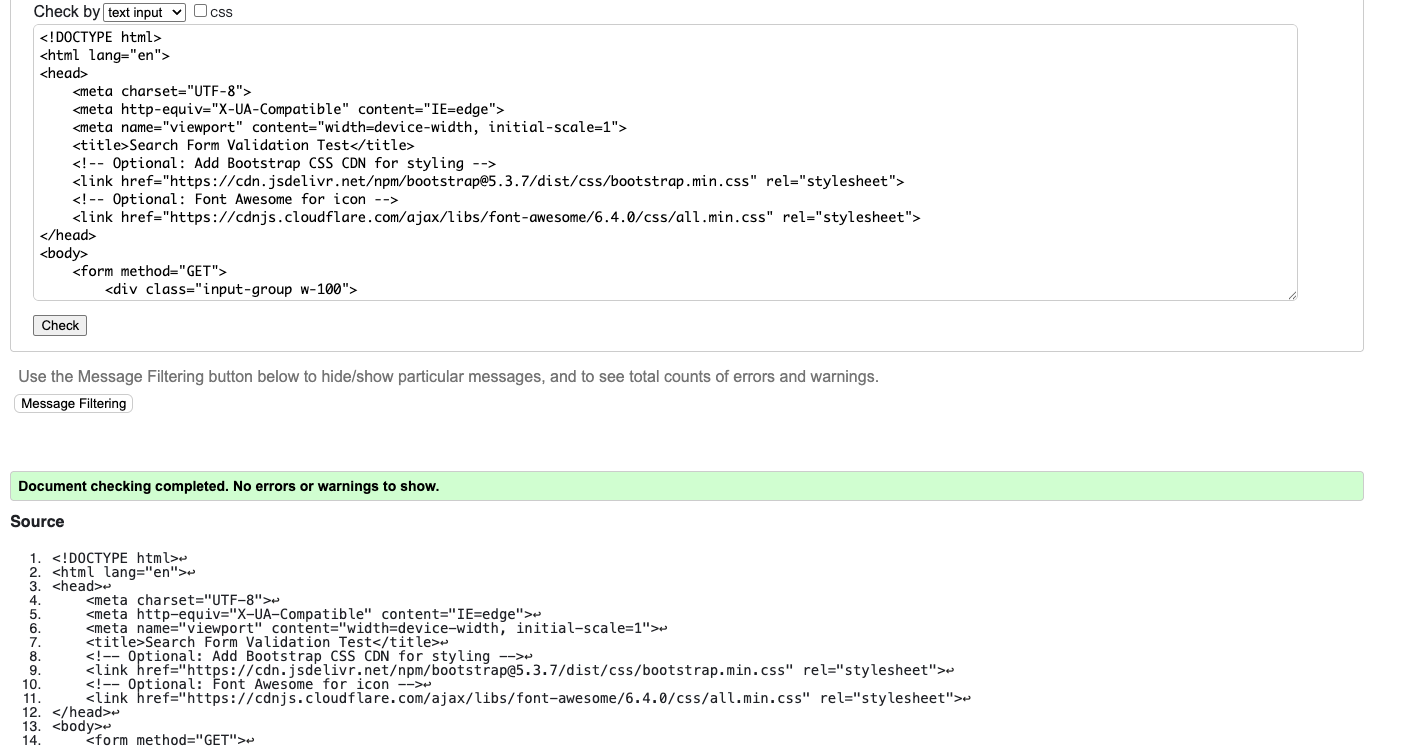 Check by text input css
<!DOCTYPE html>
<html lang="en">
<head>
    <meta charset="UTF-8">
    <meta http-equiv="X-UA-Compatible" content="IE=edge">
    <meta name="viewport" content="width=device-width, initial-scale=1">
    <title>Search Form Validation Test</title>
    <!-- Optional: Add Bootstrap CSS CDN for styling -->
    <link href="https://cdn.jsdelivr.net/npm/bootstrap@5.3.7/dist/css/bootstrap.min.css" rel="stylesheet">
    <!-- Optional: Font Awesome for icon -->
    <link href="https://cdnjs.cloudflare.com/ajax/libs/font-awesome/6.4.0/css/all.min.css" rel="stylesheet">
</head>
<body>
    <form method="GET">
        <div class="input-group w-100">
Check
Use the Message Filtering button below to hide/show particular messages, and to see total counts of errors and warnings.
Message Filtering
Document checking completed. No errors or warnings to show.
Source
1. <!DOCTYPE html>↩
2. <html lang="en">↩
3. <head>↩
4.     <meta charset="UTF-8">↩
5.     <meta http-equiv="X-UA-Compatible" content="IE=edge">↩
6.     <meta name="viewport" content="width=device-width, initial-scale=1">↩
7.     <title>Search Form Validation Test</title>↩
8.     <!-- Optional: Add Bootstrap CSS CDN for styling -->↩
9.     <link href="https://cdn.jsdelivr.net/npm/bootstrap@5.3.7/dist/css/bootstrap.min.css" rel="stylesheet">↩
10.     <!-- Optional: Font Awesome for icon -->↩
11.     <link href="https://cdnjs.cloudflare.com/ajax/libs/font-awesome/6.4.0/css/all.min.css" rel="stylesheet">↩
12. </head>↩
13. <body>↩
14.     <form method="GET">↩